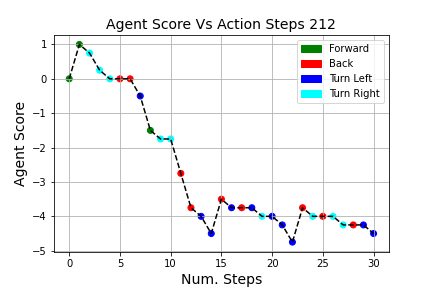 Agent Score Vs Action Steps 212
Forward
Back
Turn Left
Turn Right
1
0
−1
−2
−3
−4
−5
Agent Score
0 5 10 15 20 25 30
Num. Steps